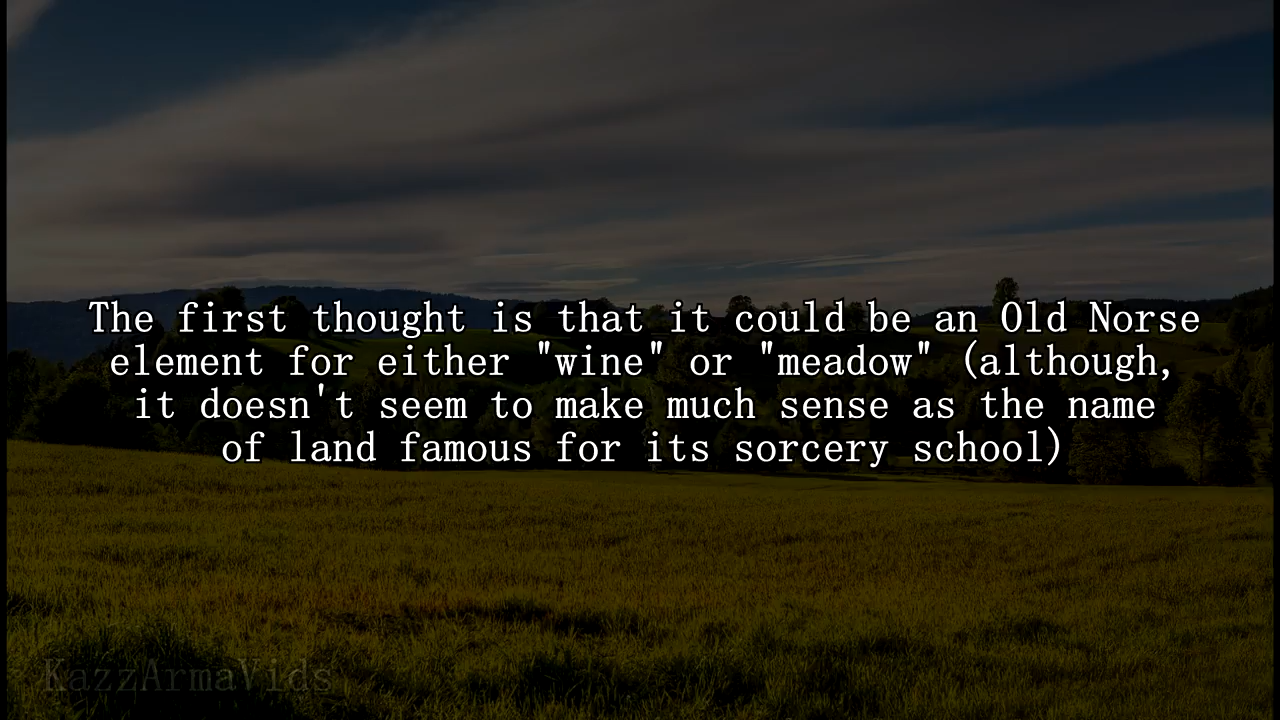 The first thought is that it could be an Old Norse
element for either "wine" or "meadow" (although,
it doesn't seem to make much sense as the name
of land famous for its sorcery school)
KazzArmaVids